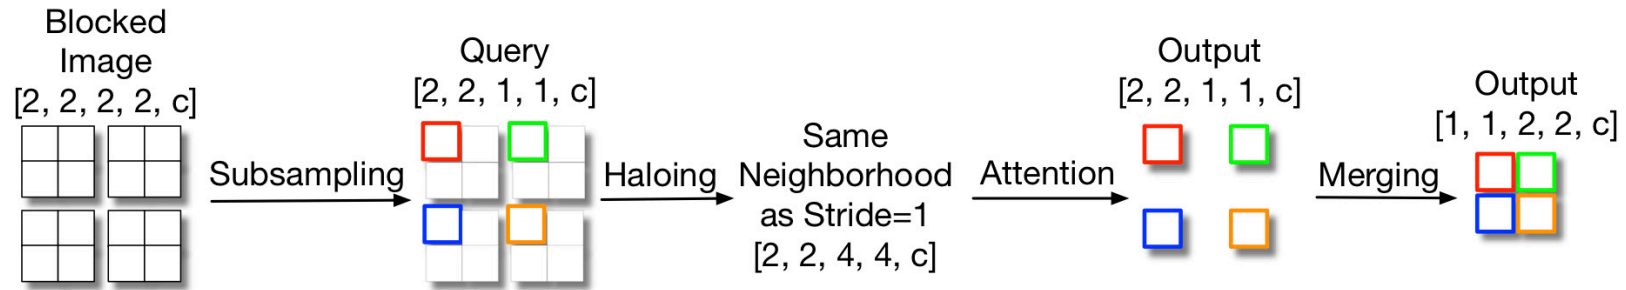 Blocked
Image
[2, 2, 2, 2, c]
Subsampling
Query
[2, 2, 1, 1, c]
Haloing
Same
Neighborhood
as Stride=1
[2, 2, 4, 4, c]
Attention
Output
[2, 2, 1, 1, c]
Merging
Output
[1, 1, 2, 2, c]